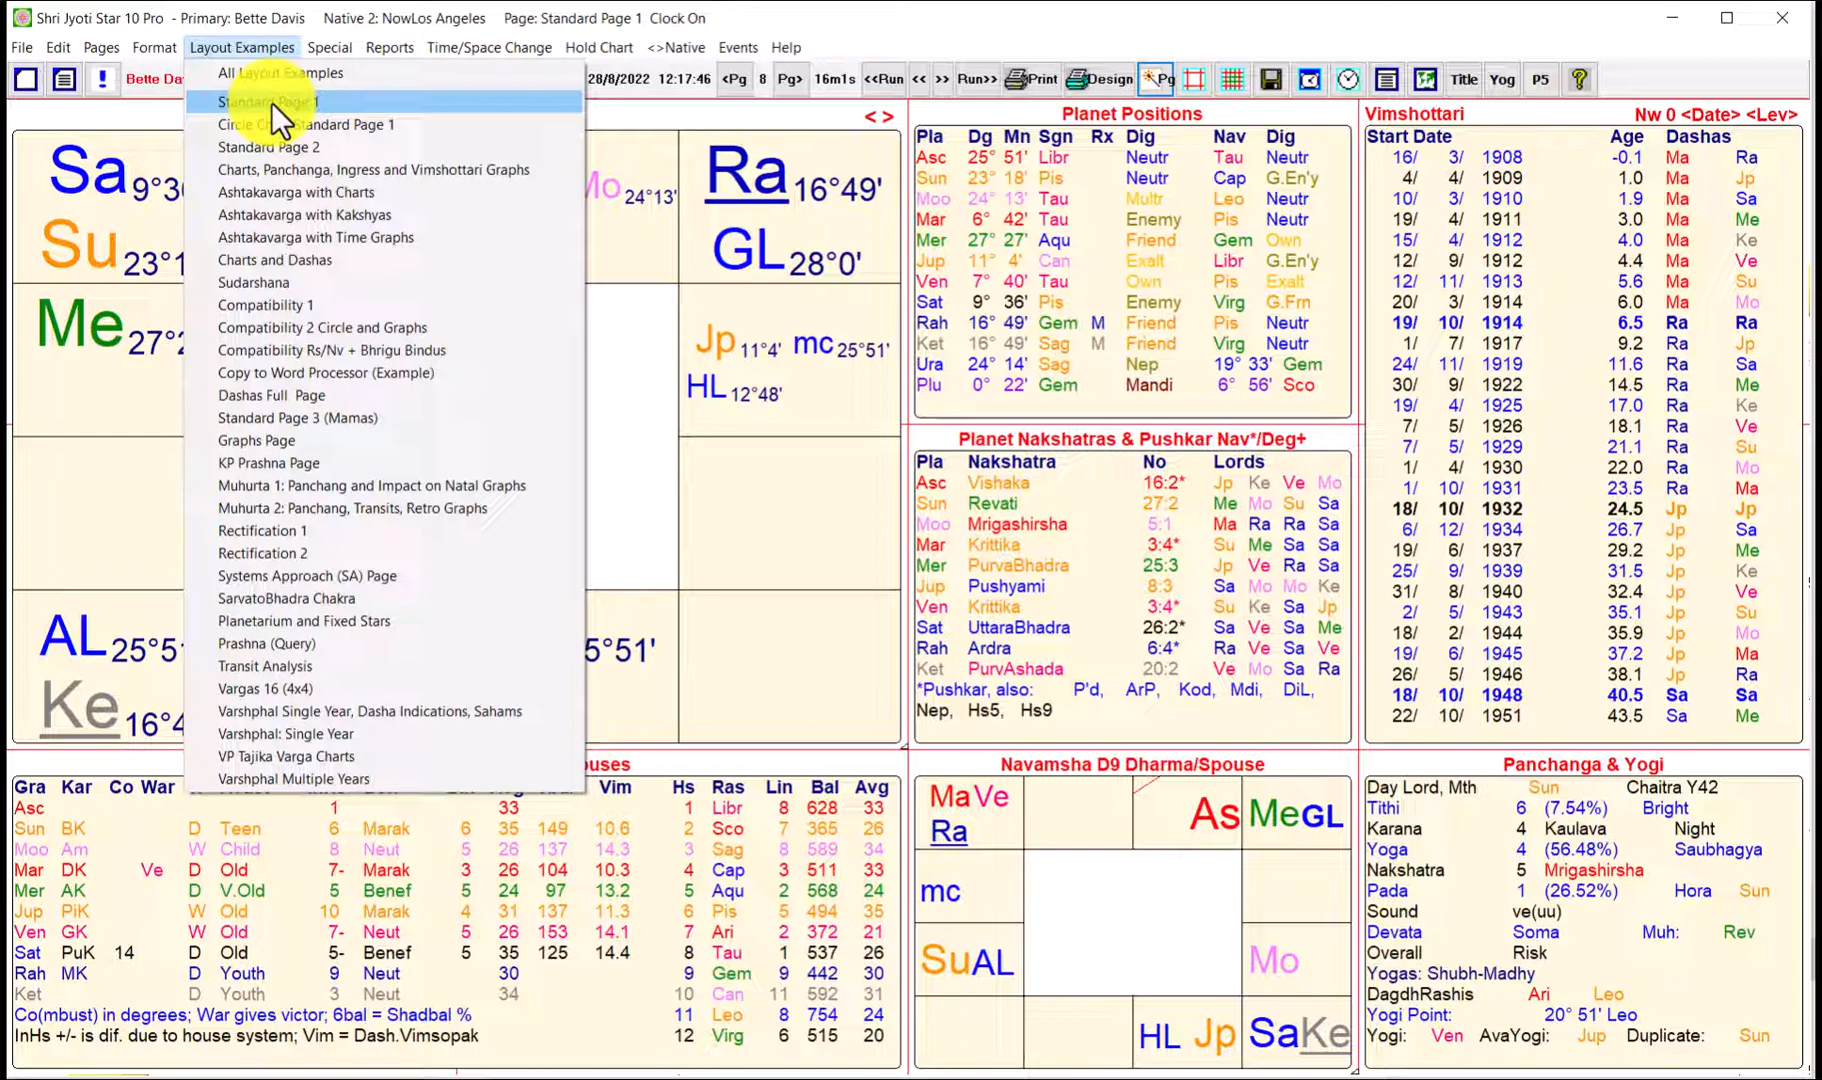 Shri Jyoti Star 10 Pro - Primary: Bette Davis Native 2: NowLos Angeles Page: Standard Page 1 Clock On
File Edit Pages Format Layout Examples Special Reports Time/Space Change Hold Chart <>Native Events Help
Bette Da 28/8/2022 12:17:46 <Pg 8 Pg> 16m1s <<Run << >> Run>> Print Design Pg Title Yog P5
All Layout Examples
Standard Page 1
Standard Page 1
Standard Page 2
Charts, Panchanga, Ingress and Vimshottari Graphs
Ashtakavarga with Charts
Ashtakavarga with Kakshyas
Ashtakavarga with Time Graphs
Charts and Dashas
Sudarshana
Compatibility 1
Compatibility 2 Circle and Graphs
Compatibility Rs/Nv + Bhrigu Bindus
Copy to Word Processor (Example)
Dashas Full Page
Standard Page 3 (Mamas)
Graphs Page
KP Prashna Page
Muhurta 1: Panchang and Impact on Natal Graphs
Muhurta 2: Panchang, Transits, Retro Graphs
Rectification 1
Rectification 2
Systems Approach (SA) Page
SarvatoBhadra Chakra
Planetarium and Fixed Stars
Prashna (Query)
Transit Analysis
Vargas 16 (4x4)
Varshphal Single Year, Dasha Indications, Sahams
Varshphal: Single Year
VP Tajika Varga Charts
Varshphal Multiple Years
< >
Sa 9°3
Su 23°1
Mo 24°13'
Ra 16°49'
GL 28°0'
Me 27°2
Jp 11°4' mc 25°51'
HL 12°48'
AL 25°5
Ke 16°4
5°51'
Planet Positions
Pla Dg Mn Sgn Rx Dig Nav Dig
Asc 25° 51' Libr Neutr Tau Neutr
Sun 23° 18' Pis Neutr Cap G.En'y
Moo 24° 13' Tau Multr Leo Neutr
Mar 6° 42' Tau Enemy Pis Neutr
Mer 27° 27' Aqu Friend Gem Own
Jup 11° 4' Can Exalt Libr G.En'y
Ven 7° 40' Tau Own Pis Exalt
Sat 9° 36' Pis Enemy Virg G.Frn
Rah 16° 49' Gem M Friend Pis Neutr
Ket 16° 49' Sag M Friend Virg Neutr
Ura 24° 14' Sag Nep 19° 33' Gem
Plu 0° 22' Gem Mandi 6° 56' Sco
Planet Nakshatras & Pushkar Nav*/Deg+
Pla Nakshatra No Lords
Asc Vishaka 16:2* Jp Ke Ve Mo
Sun Revati 27:2 Me Mo Su Sa
Moo Mrigashirsha 5:1 Ma Ra Ra Sa
Mar Krittika 3:4* Su Me Sa Sa
Mer PurvaBhadra 25:3 Jp Ve Ra Sa
Jup Pushyami 8:3 Sa Mo Mo Ke
Ven Krittika 3:4* Su Ke Sa Jp
Sat UttaraBhadra 26:2* Sa Ve Sa Me
Rah Ardra 6:4* Ra Ve Sa Ve
Ket PurvAshada 20:2 Ve Mo Sa Ra
*Pushkar, also: P'd, ArP, Kod, Mdi, DiL,
Nep, Hs5, Hs9
Vimshottari Nw 0 <Date> <Lev>
Start Date Age Dashas
16/ 3/ 1908 -0.1 Ma Ra
4/ 4/ 1909 1.0 Ma Jp
10/ 3/ 1910 1.9 Ma Sa
19/ 4/ 1911 3.0 Ma Me
15/ 4/ 1912 4.0 Ma Ke
12/ 9/ 1912 4.4 Ma Ve
12/ 11/ 1913 5.6 Ma Su
20/ 3/ 1914 6.0 Ma Mo
19/ 10/ 1914 6.5 Ra Ra
1/ 7/ 1917 9.2 Ra Jp
24/ 11/ 1919 11.6 Ra Sa
30/ 9/ 1922 14.5 Ra Me
19/ 4/ 1925 17.0 Ra Ke
7/ 5/ 1926 18.1 Ra Ve
7/ 5/ 1929 21.1 Ra Su
1/ 4/ 1930 22.0 Ra Mo
1/ 10/ 1931 23.5 Ra Ma
18/ 10/ 1932 24.5 Jp Jp
6/ 12/ 1934 26.7 Jp Sa
19/ 6/ 1937 29.2 Jp Me
25/ 9/ 1939 31.5 Jp Ke
31/ 8/ 1940 32.4 Jp Ve
2/ 5/ 1943 35.1 Jp Su
18/ 2/ 1944 35.9 Jp Mo
19/ 6/ 1945 37.2 Jp Ma
26/ 5/ 1946 38.1 Jp Ra
18/ 10/ 1948 40.5 Sa Sa
22/ 10/ 1951 43.5 Sa Me
uses
Gra Kar Co War Vim Hs Ras Lin Bal Avg
Asc 1 33 1 Libr 8 628 33
Sun BK D Teen 6 Marak 6 35 149 10.6 2 Sco 7 365 26
Moo Am W Child 8 Neut 5 26 137 14.3 3 Sag 8 589 34
Mar DK Ve D Old 7- Marak 3 26 104 10.3 4 Cap 3 511 33
Mer AK D V.Old 5 Benef 5 24 97 13.2 5 Aqu 2 568 24
Jup PiK W Old 10 Marak 4 31 137 11.3 6 Pis 5 494 35
Ven GK W Old 7- Neut 5 26 153 14.1 7 Ari 2 372 21
Sat PuK 14 D Old 5- Benef 5 35 125 14.4 8 Tau 1 537 26
Rah MK D Youth 9 Neut 30 9 Gem 9 442 30
Ket D Youth 3 Neut 34 10 Can 11 592 31
Co(mbust) in degrees; War gives victor; 6bal = Shadbal % 11 Leo 8 754 24
InHs +/- is dif. due to house system; Vim = Dash.Vimsopak 12 Virg 6 515 20
Navamsha D9 Dharma/Spouse
MaVe
Ra
As
MeGL
mc
SuAL
Mo
HL Jp
SaKe
Panchanga & Yogi
Day Lord, Mth Sun Chaitra Y42
Tithi 6 (7.54%) Bright
Karana 4 Kaulava Night
Yoga 4 (56.48%) Saubhagya
Nakshatra 5 Mrigashirsha
Pada 1 (26.52%) Hora Sun
Sound ve(uu)
Devata Soma Muh: Rev
Overall Risk
Yogas: Shubh-Madhy
DagdhRashis Ari Leo
Yogi Point: 20° 51' Leo
Yogi: Ven AvaYogi: Jup Duplicate: Sun